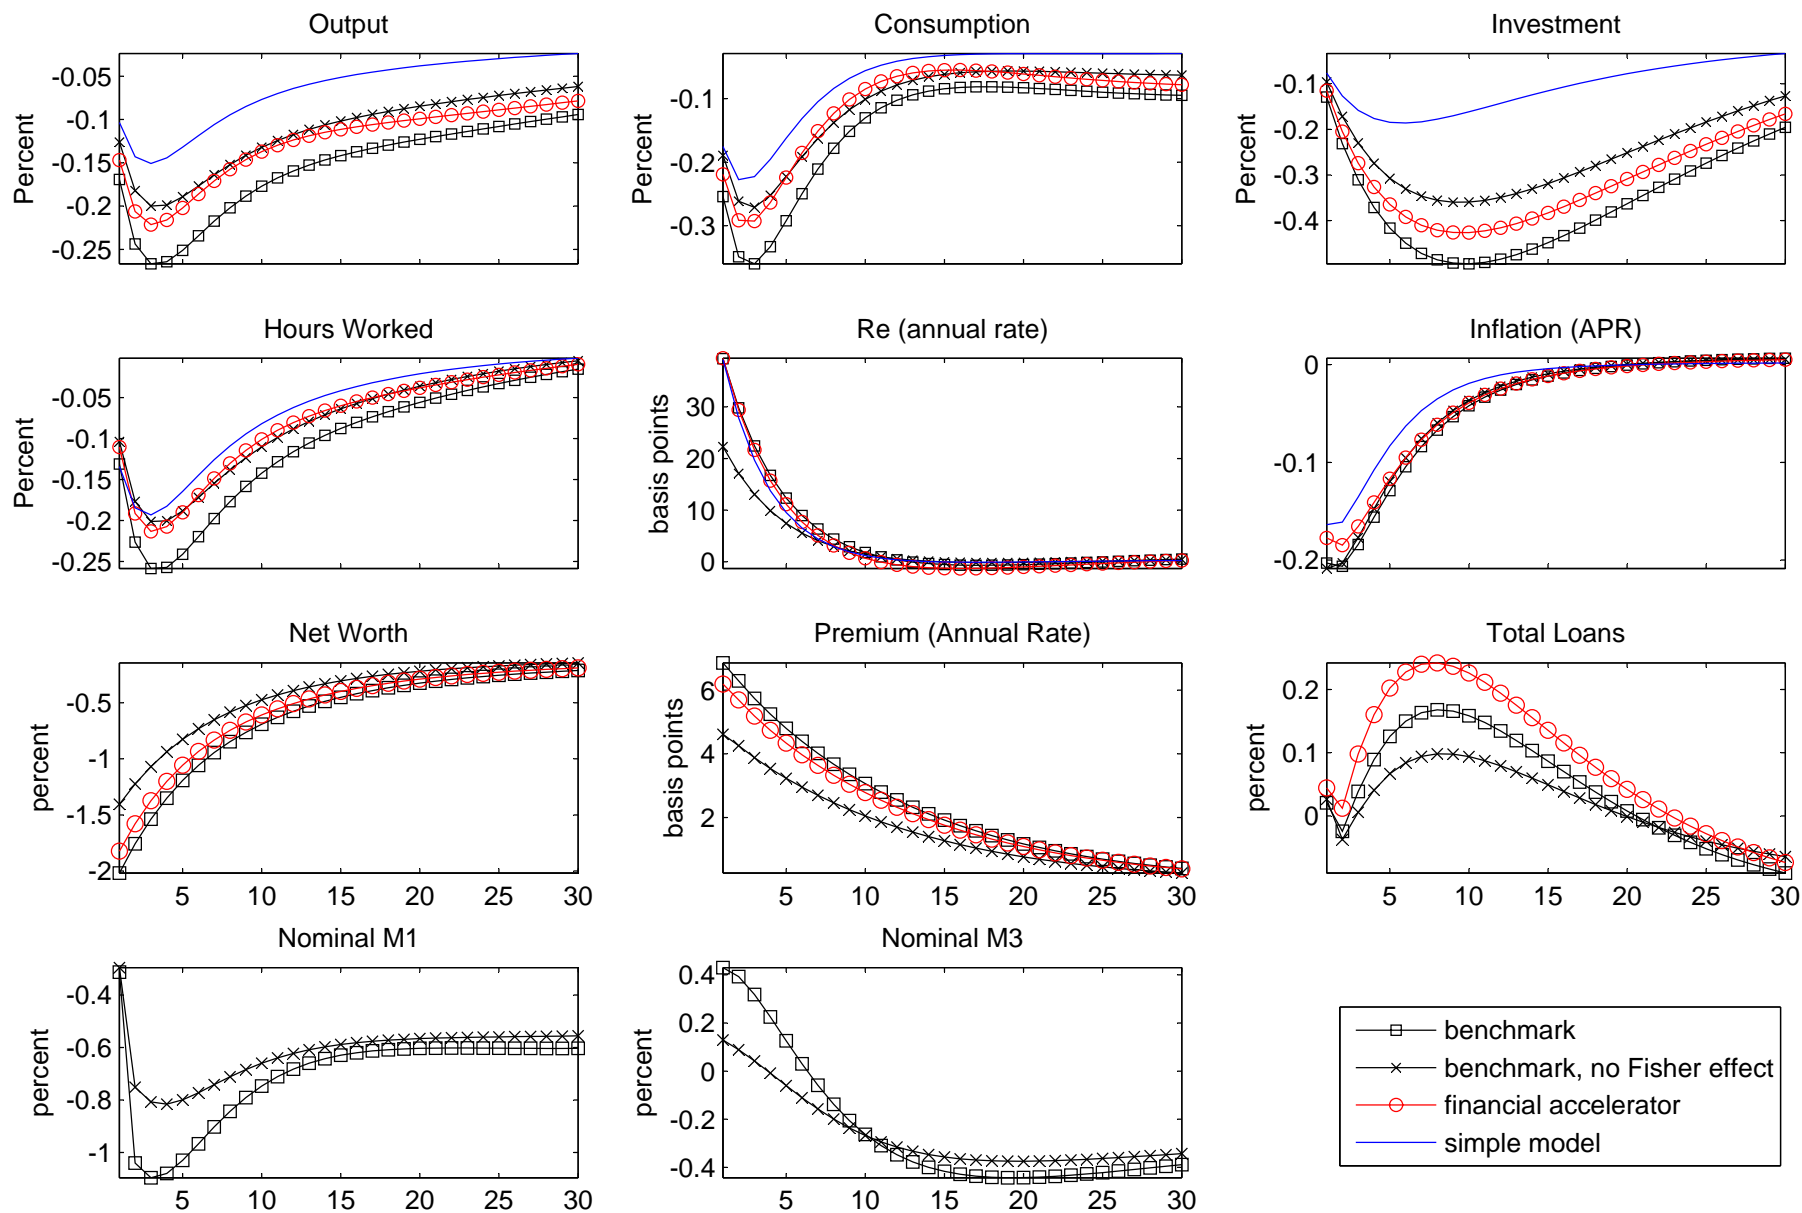 Output
Consumption
Investment
Percent
-0.05
-0.1
-0.15
-0.2
-0.25
Percent
-0.1
-0.2
-0.3
Percent
-0.1
-0.2
-0.3
-0.4
Hours Worked
Re (annual rate)
Inflation (APR)
Percent
-0.05
-0.1
-0.15
-0.2
-0.25
basis points
30
20
10
0
0
-0.1
-0.2
Net Worth
Premium (Annual Rate)
Total Loans
percent
-0.5
-1
-1.5
-2
5 10 15 20 25 30
basis points
6
4
2
5 10 15 20 25 30
percent
0.2
0.1
0
5 10 15 20 25 30
Nominal M1
Nominal M3
percent
-0.4
-0.6
-0.8
-1
5 10 15 20 25 30
percent
0.4
0.2
0
-0.2
-0.4
5 10 15 20 25 30
benchmark
benchmark, no Fisher effect
financial accelerator
simple model